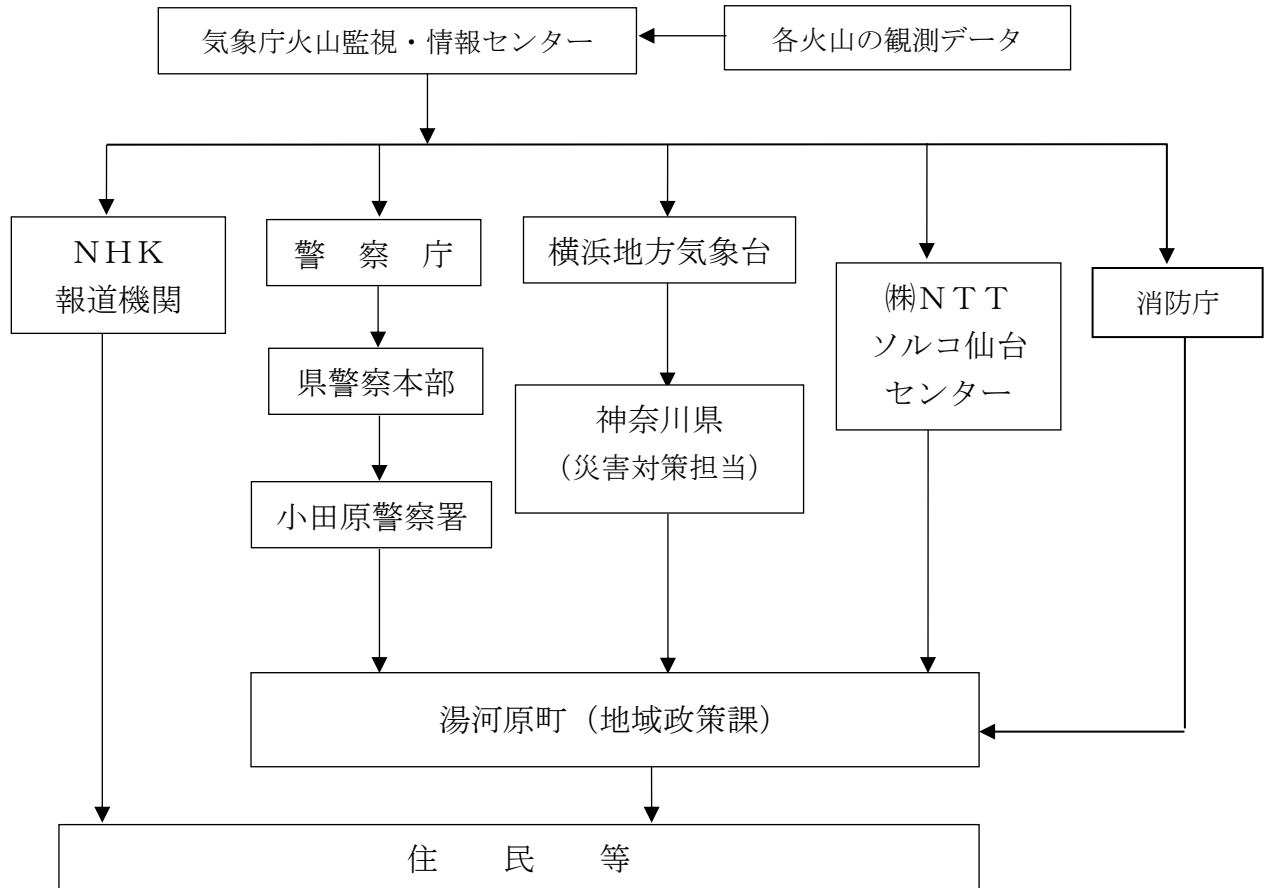 気象庁火山監視・情報センター
各火山の観測データ
NHK
報道機関
警 察 庁
横浜地方気象台
㈱NTT
ソルコ仙台
センター
消防庁
県警察本部
神奈川県
（災害対策担当）
小田原警察署
湯河原町（地域政策課）
住 民 等